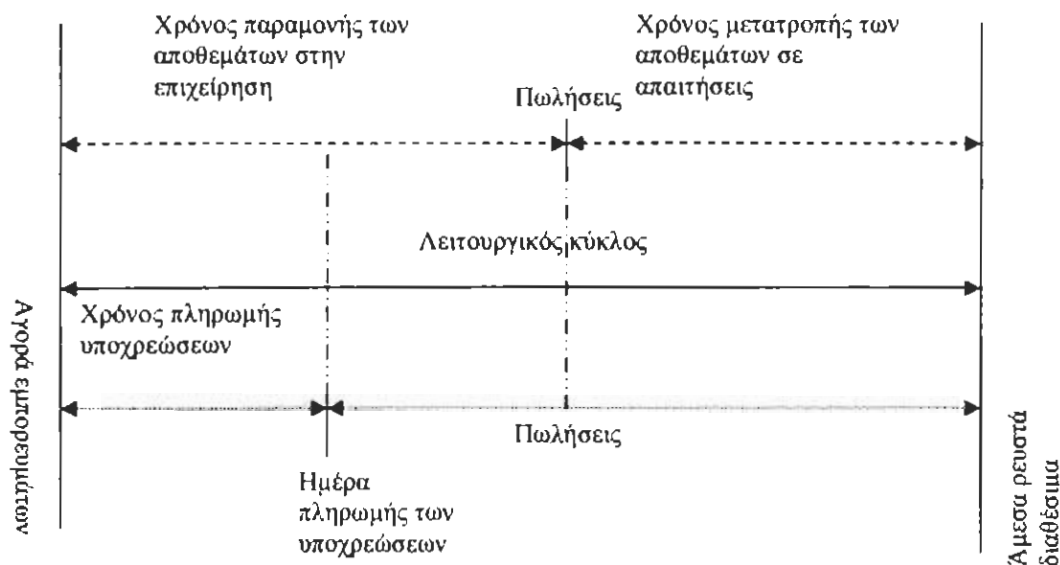 Χρόνος παραμονής των
αποθεμάτων στην
επιχείρηση
Χρόνος μετατροπής των
αποθεμάτων σε
απαιτήσεις
Πωλήσεις
Λειτουργικός κύκλος
Χρόνος πληρωμής
υποχρεώσεων
Αγορά εμπορευμάτων
Πωλήσεις
Ημέρα
πληρωμής των
υποχρεώσεων
Άμεσα ρευστά
διαθέσιμα